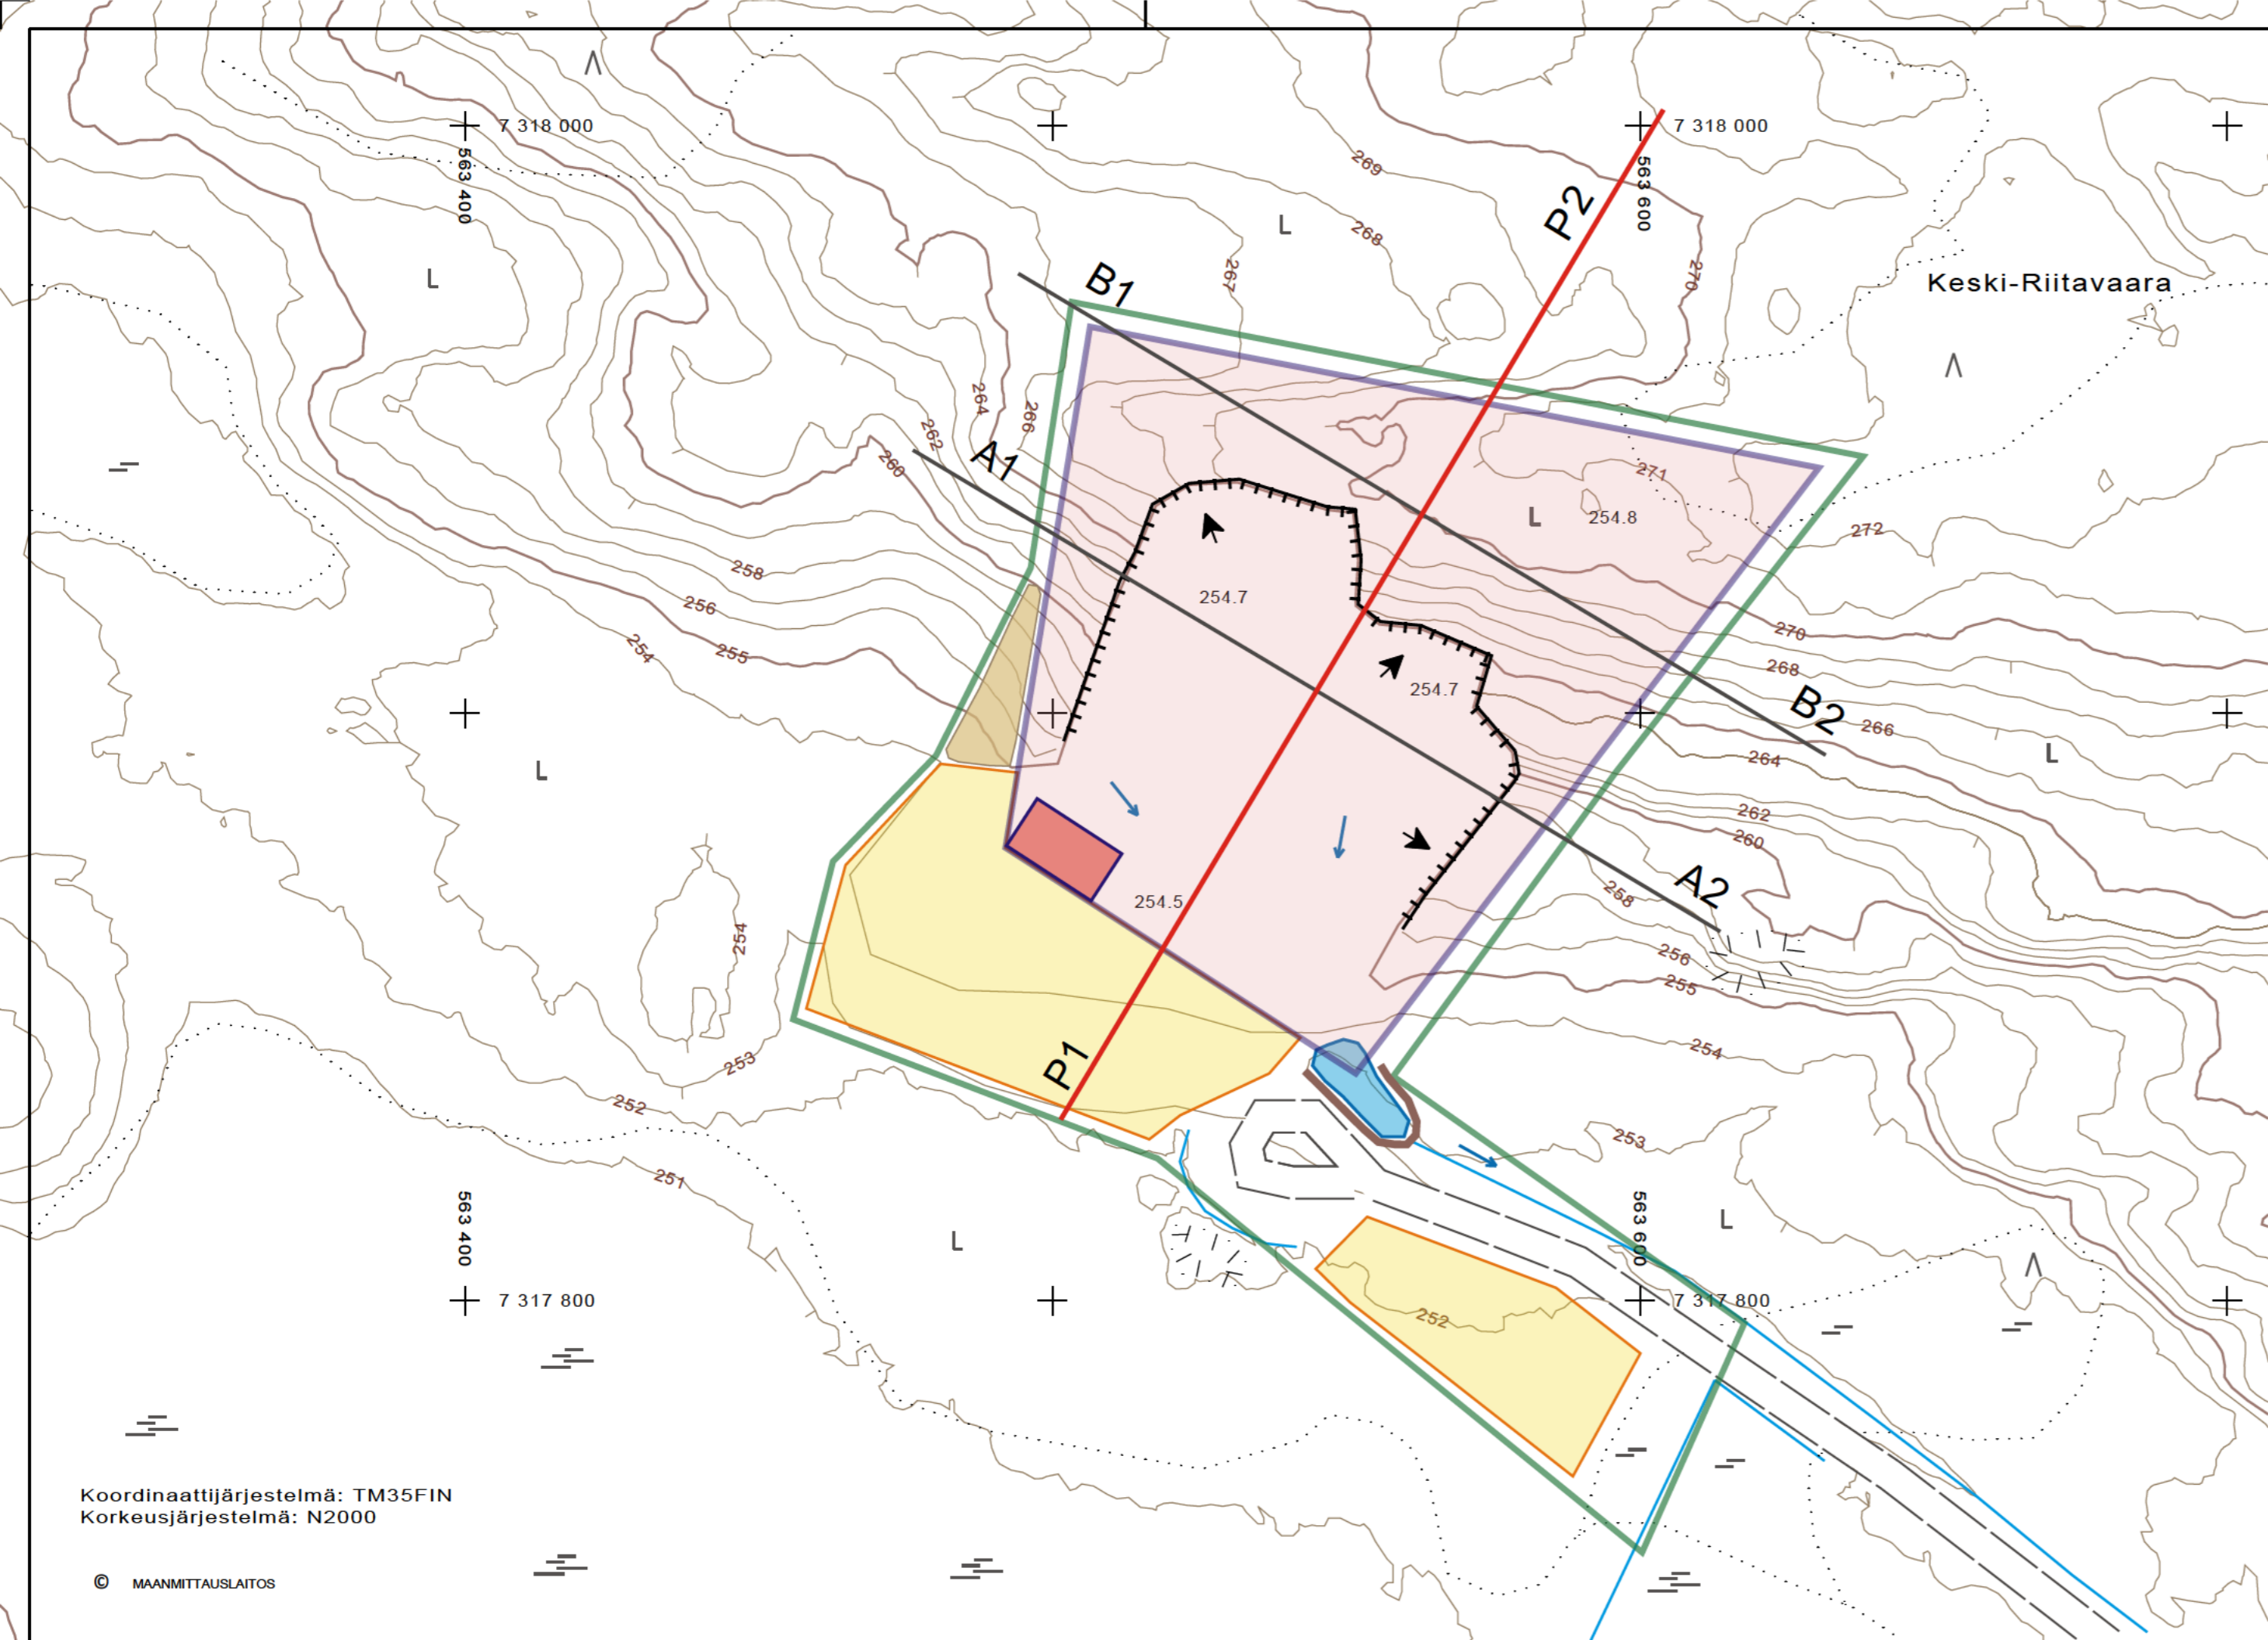 7 318 000
7 318 000
563 400
563 600
269
268
P2
267
270
B1
Keski-Riitavaara
264
266
262
260
A1
271
254.8
272
258
254.7
256
254
255
270
268
254.7
B2
266
264
262
260
A2
258
254.5
254
256
255
P1
254
253
252
253
251
563 400
563 600
7 317 800
7 317 800
252
Koordinaattijärjestelmä: TM35FIN
Korkeusjärjestelmä: N2000
© MAANMITTAUSLAITOS